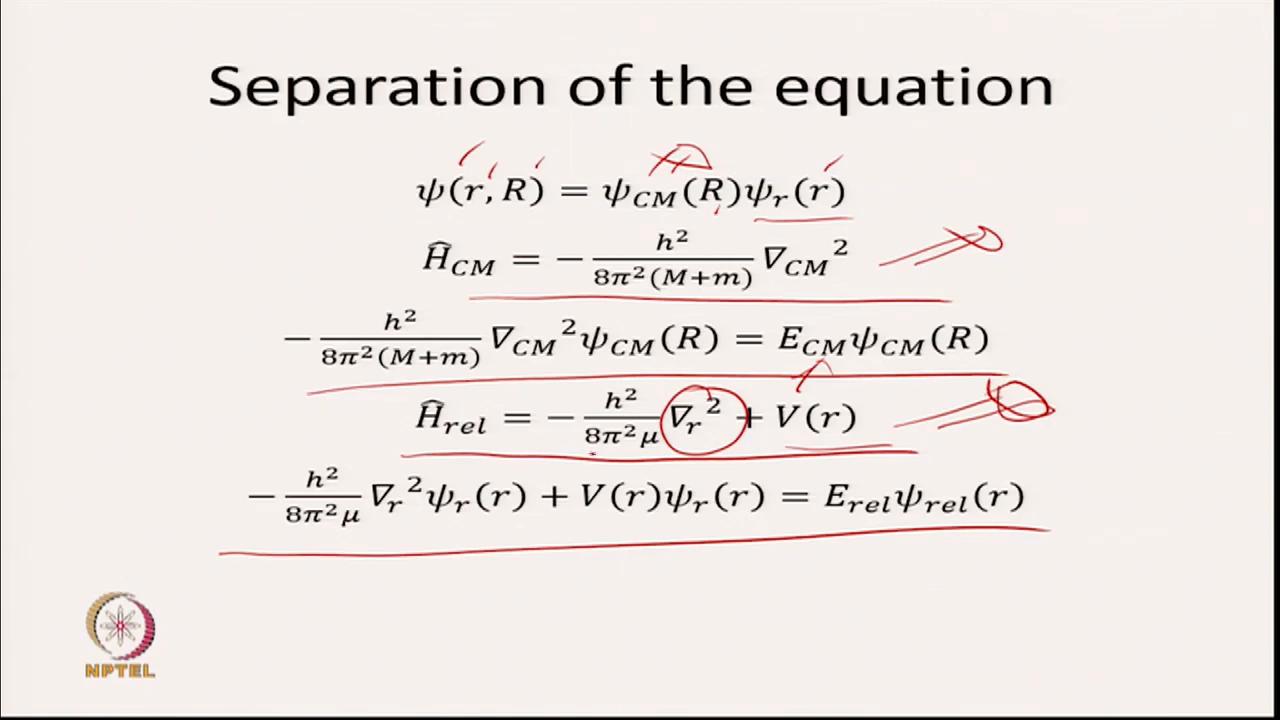 Separation of the equation
ψ(r, R) = ψ_CM(R)ψ_r(r)
Ĥ_CM = − h²/8π²(M+m) ∇_CM²
− h²/8π²(M+m) ∇_CM² ψ_CM(R) = E_CM ψ_CM(R)
Ĥ_rel = − h²/8π²μ ∇_r² + V(r)
− h²/8π²μ ∇_r² ψ_r(r) + V(r)ψ_r(r) = E_rel ψ_rel(r)
NPTEL